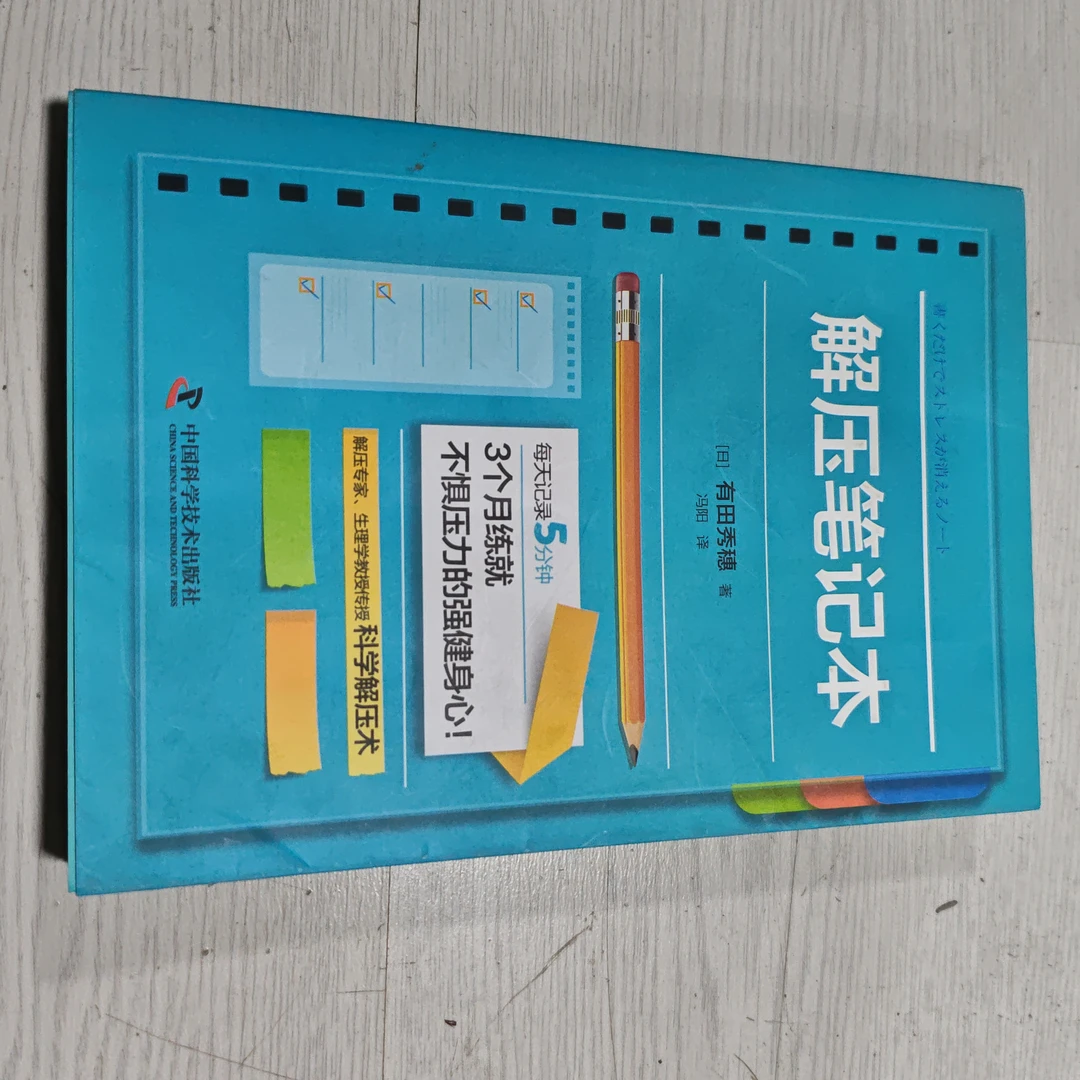 書くだけでストレスが消えるノート
解压笔记本
[日] 有田秀穗 著
冯阳 译
每天记录5分钟
3个月练就
不惧压力的强健身心！
解压专家、生理学教授传授 科学解压术
中国科学技术出版社
CHINA SCIENCE AND TECHNOLOGY PRESS